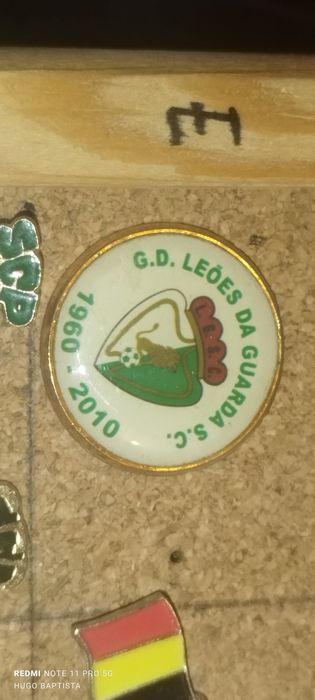 E
SCP
G.D. LEÕES DA GUARDA S.C.
L.E.S.C.
1960 - 2010
REDMI NOTE 11 PRO 5G
HUGO BAPTISTA